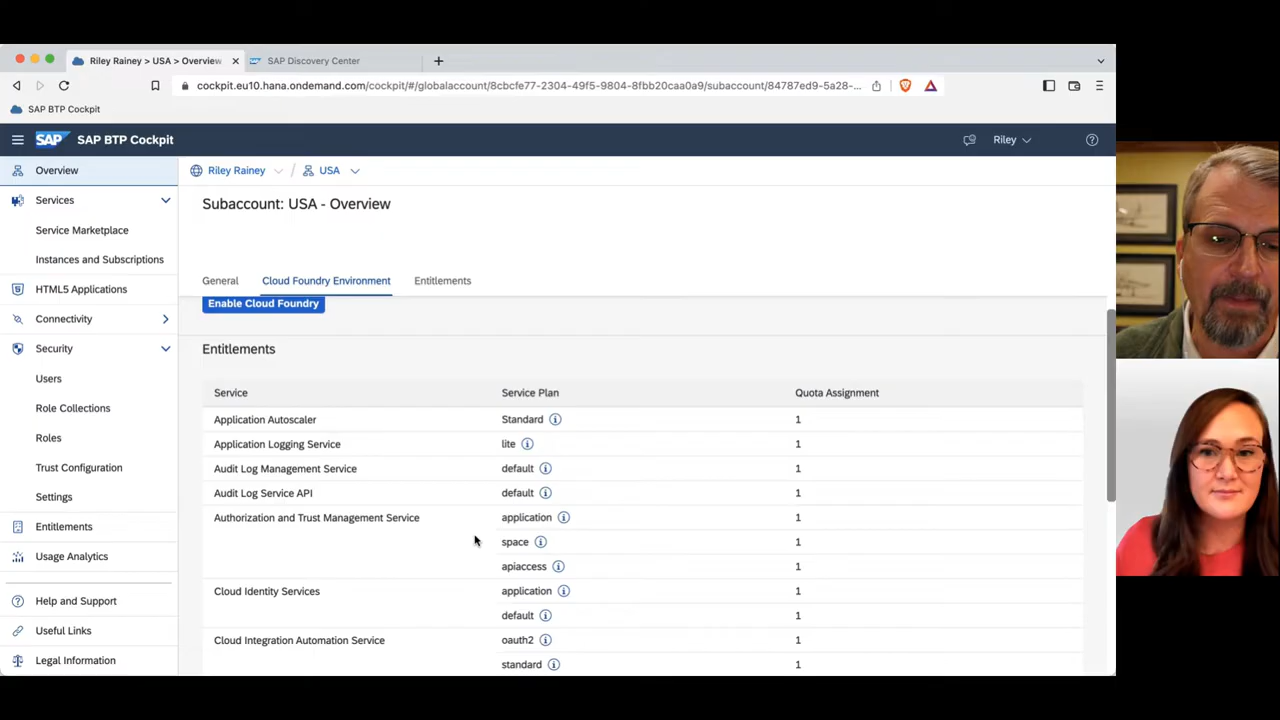 Riley Rainey > USA > Overview
SAP Discovery Center
cockpit.eu10.hana.ondemand.com/cockpit/#/globalaccount/8cbcfe77-2304-49f5-9804-8fbb20caa0a9/subaccount/84787ed9-5a28-...
SAP BTP Cockpit
SAP SAP BTP Cockpit
Riley
Overview
Services
Service Marketplace
Instances and Subscriptions
HTML5 Applications
Connectivity
Security
Users
Role Collections
Roles
Trust Configuration
Settings
Entitlements
Usage Analytics
Help and Support
Useful Links
Legal Information
Riley Rainey / USA
Subaccount: USA - Overview
General Cloud Foundry Environment Entitlements
Enable Cloud Foundry
Entitlements
Service Service Plan Quota Assignment
Application Autoscaler Standard 1
Application Logging Service lite 1
Audit Log Management Service default 1
Audit Log Service API default 1
Authorization and Trust Management Service application 1
space 1
apiaccess 1
Cloud Identity Services application 1
default 1
Cloud Integration Automation Service oauth2 1
standard 1